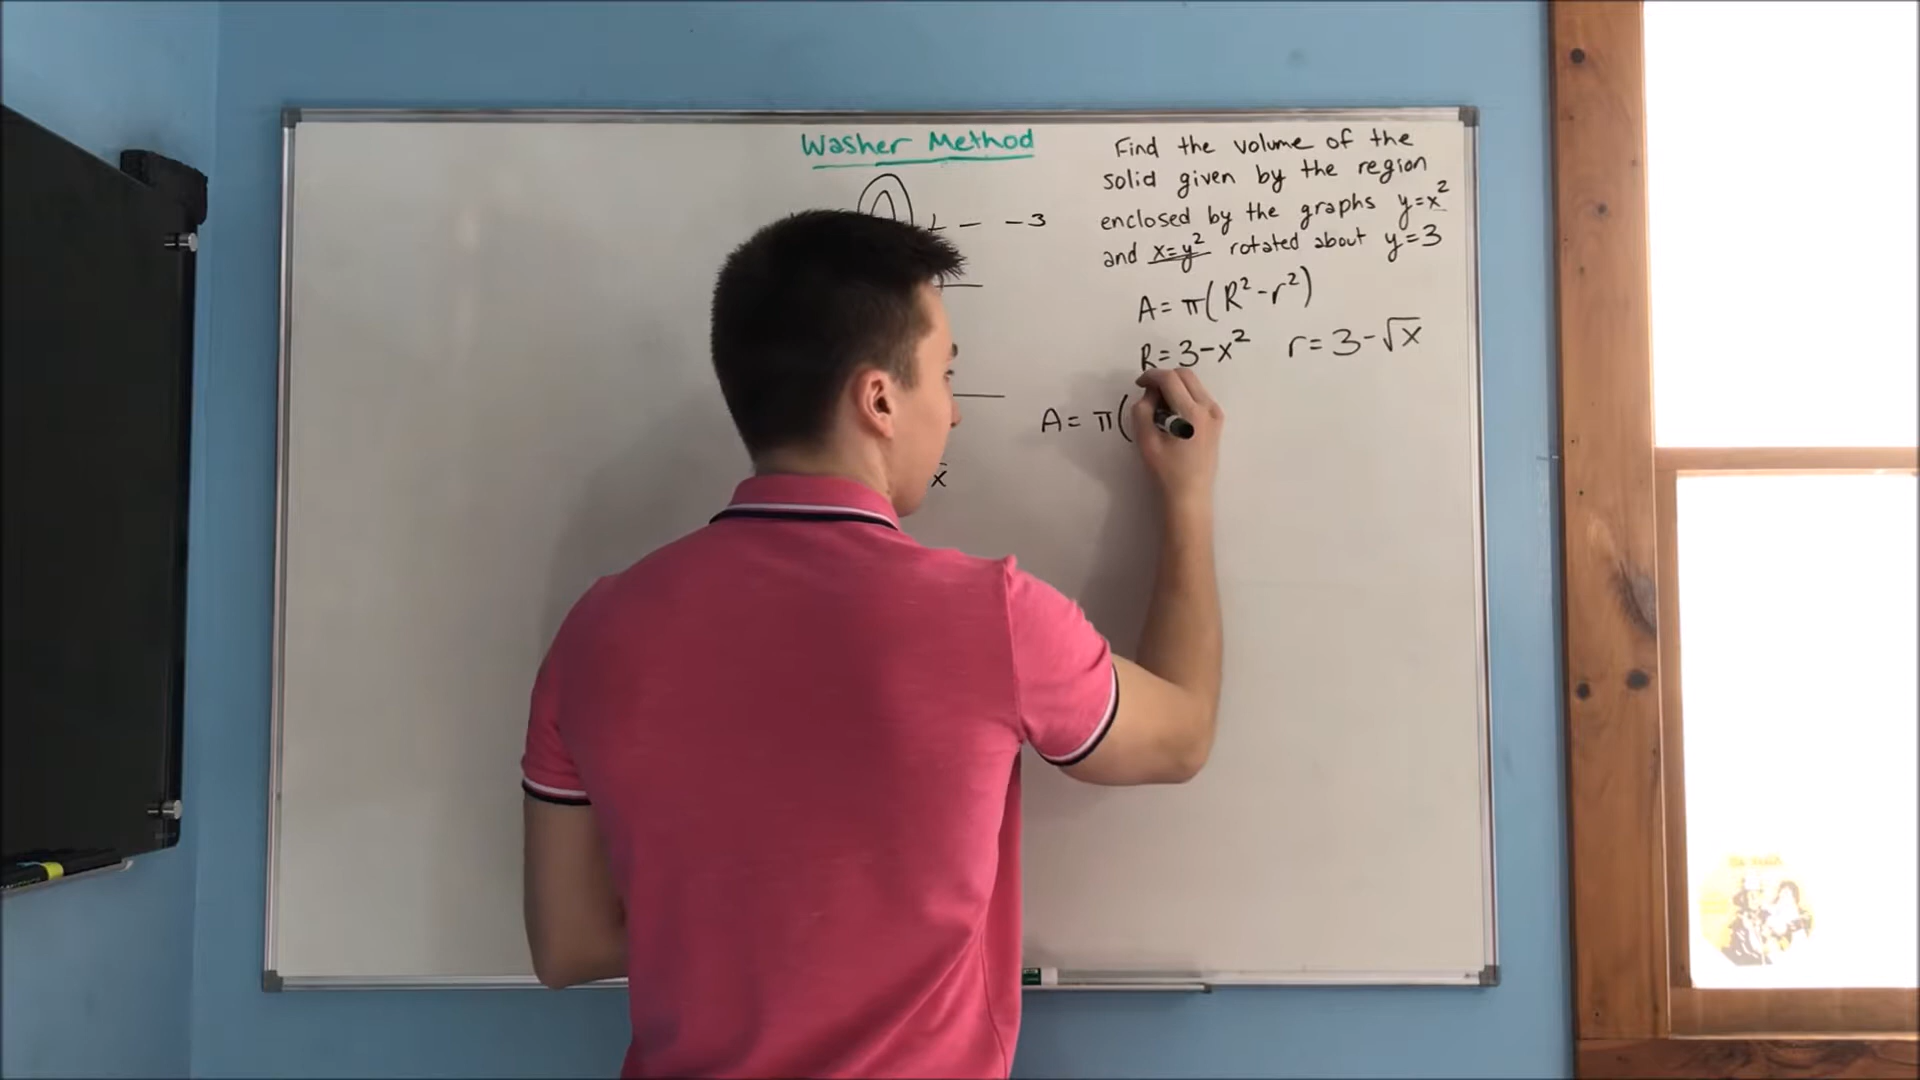 Washer Method
-3
x
Find the volume of the
solid given by the region
enclosed by the graphs y=x²
and x=y² rotated about y=3
A = π(R²-r²)
R = 3-x² r = 3-√x
A = π(